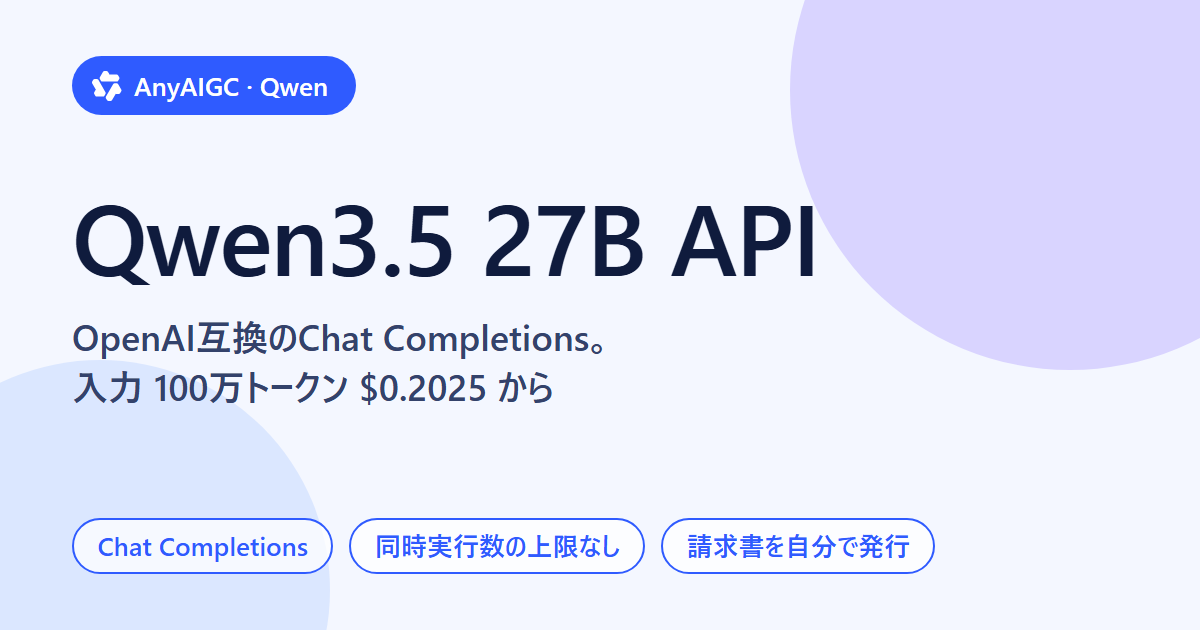 AnyAIGC · Qwen
Qwen3.5 27B API
OpenAI互換のChat Completions。
入力 100万トークン $0.2025 から
Chat Completions
同時実行数の上限なし
請求書を自分で発行